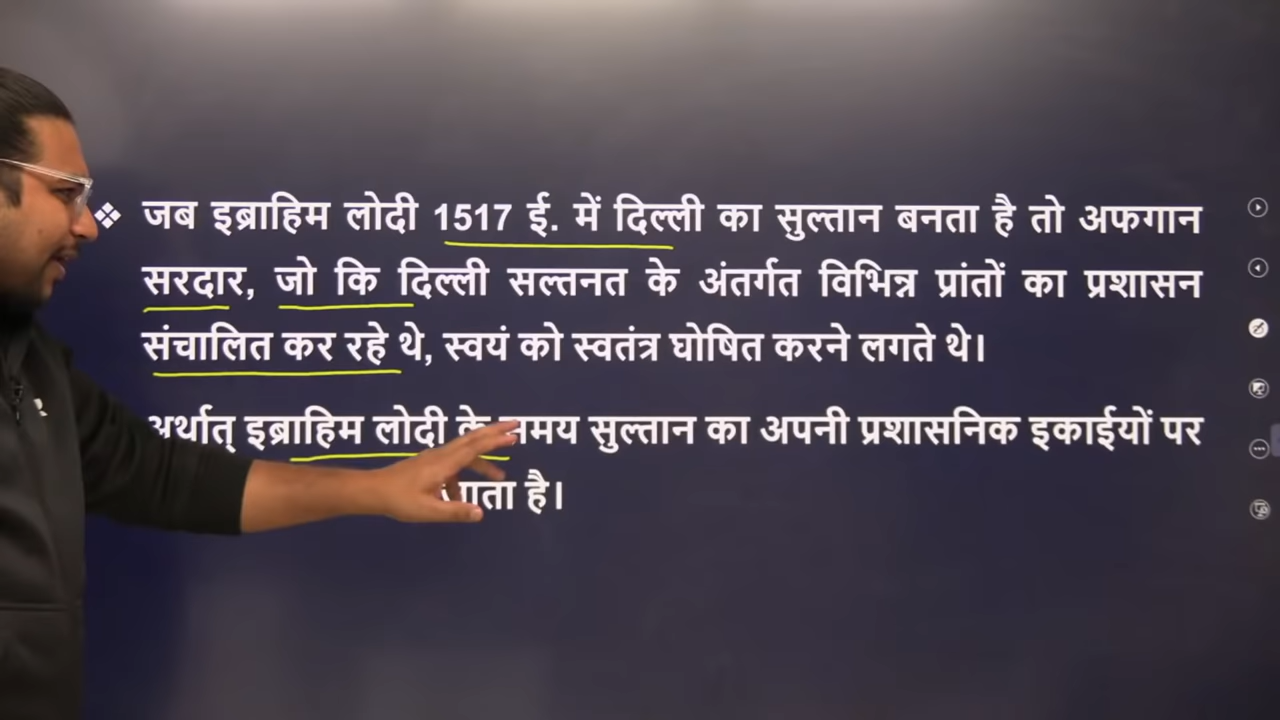 जब इब्राहिम लोदी 1517 ई. में दिल्ली का सुल्तान बनता है तो अफगान
सरदार, जो कि दिल्ली सल्तनत के अंतर्गत विभिन्न प्रांतों का प्रशासन
संचालित कर रहे थे, स्वयं को स्वतंत्र घोषित करने लगते थे।
अर्थात् इब्राहिम लोदी के समय सुल्तान का अपनी प्रशासनिक इकाईयों पर
है।